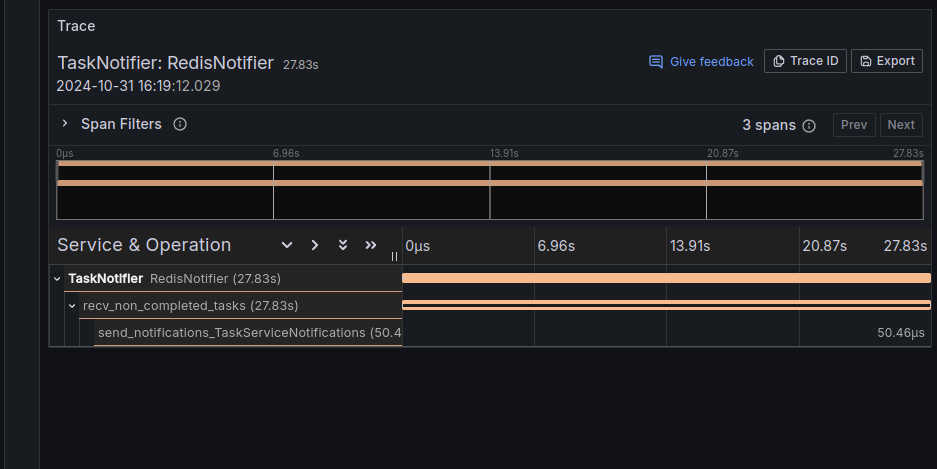 Trace
TaskNotifier: RedisNotifier 27.83s
Give feedback
Trace ID
Export
2024-10-31 16:19:12.029
Span Filters
3 spans
Prev
Next
0µs 6.96s 13.91s 20.87s 27.83s
Service & Operation
0µs 6.96s 13.91s 20.87s 27.83s
TaskNotifier RedisNotifier (27.83s)
recv_non_completed_tasks (27.83s)
send_notifications_TaskServiceNotifications (50.4
50.46µs